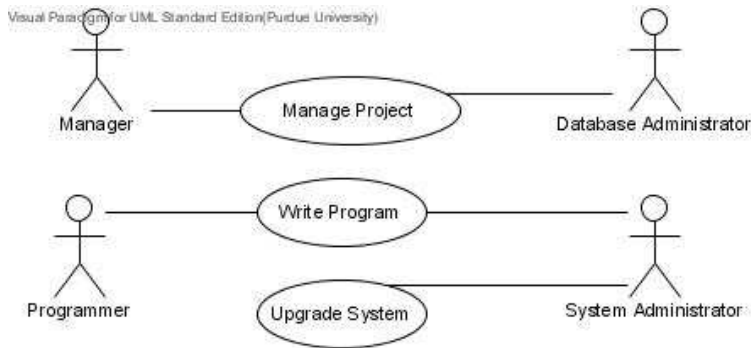 Visual Paradigm for UML Standard Edition(Purdue University)
Manage Project
Manager
Database Administrator
Write Program
Programmer
System Administrator
Upgrade System